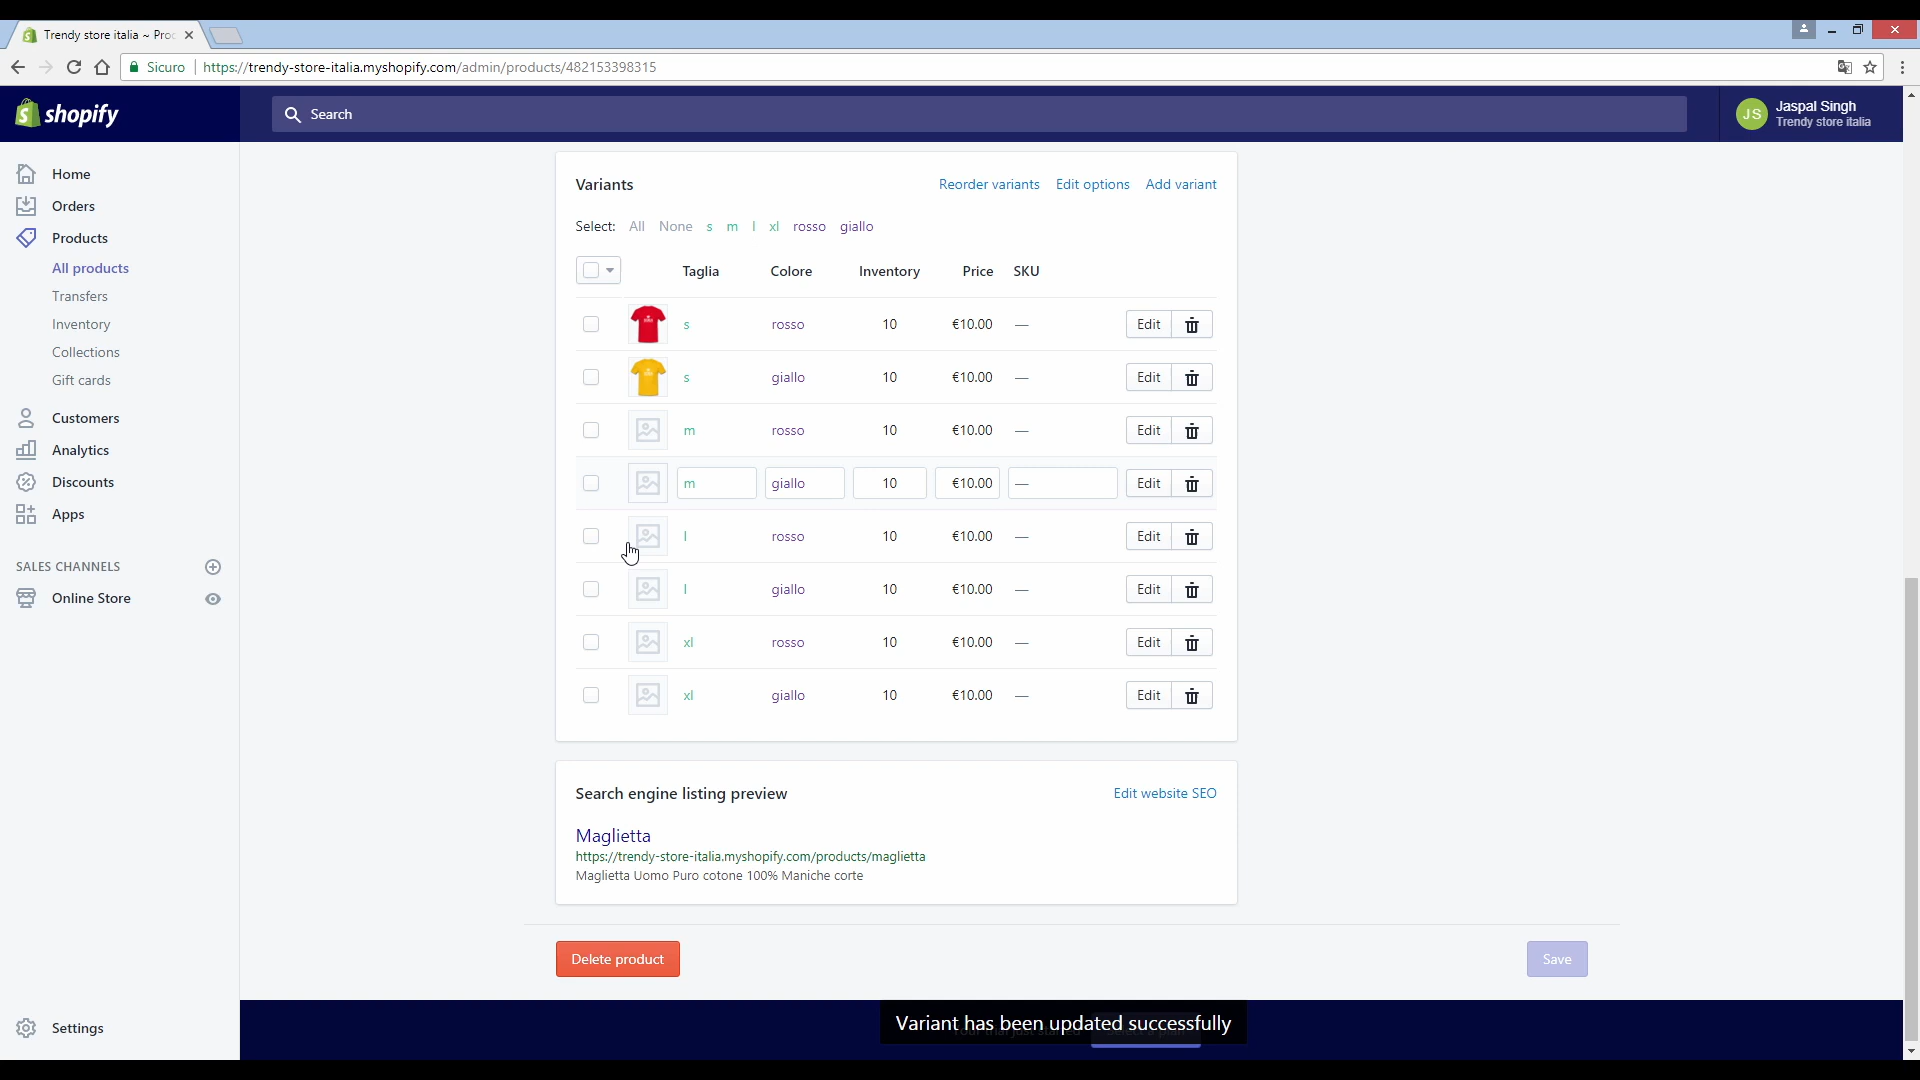 Trendy store italia ~ Proc
Sicuro
https://trendy-store-italia.myshopify.com/admin/products/482153398315
shopify
Search
JS
Jaspal Singh
Trendy store italia
Home
Orders
Products
All products
Transfers
Inventory
Collections
Gift cards
Customers
Analytics
Discounts
Apps
SALES CHANNELS
Online Store
Settings
Variants Reorder variants Edit options Add variant
Select: All None s m l xl rosso giallo
Taglia Colore Inventory Price SKU
s rosso 10 €10.00 — Edit
s giallo 10 €10.00 — Edit
m rosso 10 €10.00 — Edit
m giallo 10 €10.00 — Edit
l rosso 10 €10.00 — Edit
l giallo 10 €10.00 — Edit
xl rosso 10 €10.00 — Edit
xl giallo 10 €10.00 — Edit
Search engine listing preview Edit website SEO
Maglietta
https://trendy-store-italia.myshopify.com/products/maglietta
Maglietta Uomo Puro cotone 100% Maniche corte
Delete product Save
Variant has been updated successfully